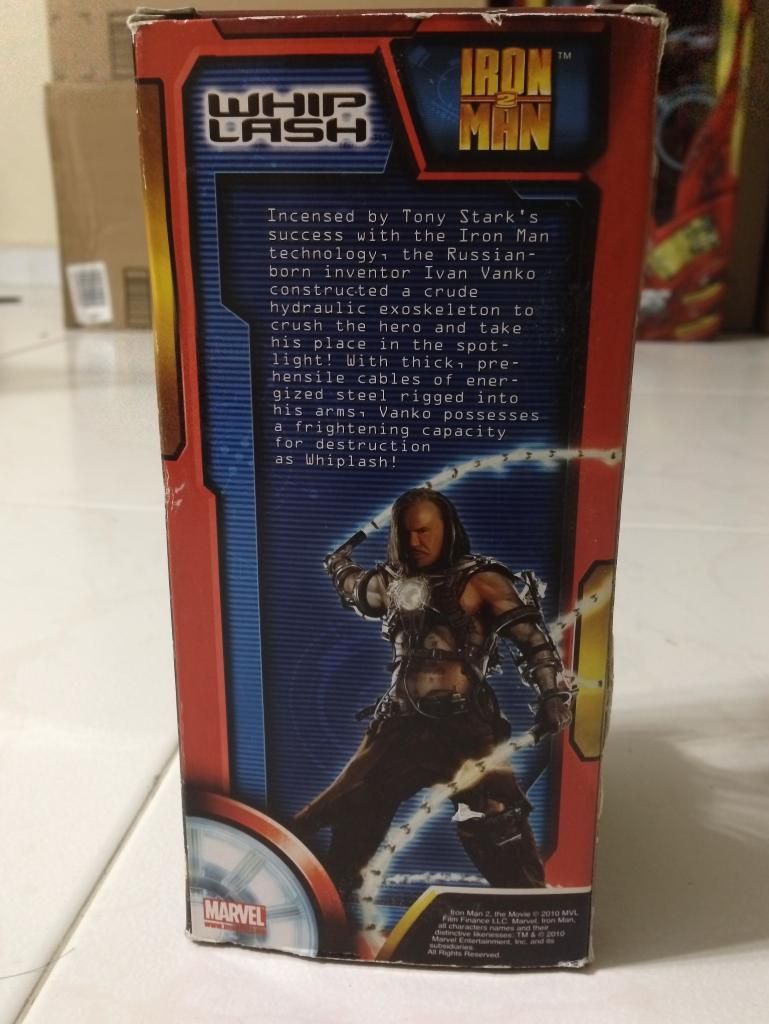 WHIP
LASH
IRON
2
MAN
TM
Incensed by Tony Stark's
success with the Iron Man
technology, the Russian-
born inventor Ivan Vanko
constructed a crude
hydraulic exoskeleton to
crush the hero and take
his place in the spot-
light! With thick, pre-
hensile cables of ener-
gized steel rigged into
his arms, Vanko possesses
a frightening capacity
for destruction
as Whiplash!
MARVEL
Iron Man 2, the Movie © 2010 MVL
Film Finance LLC. Marvel, Iron Man,
all characters names and their
distinctive likenesses: TM & © 2010
Marvel Entertainment, Inc. and its
subsidiaries.
All Rights Reserved.